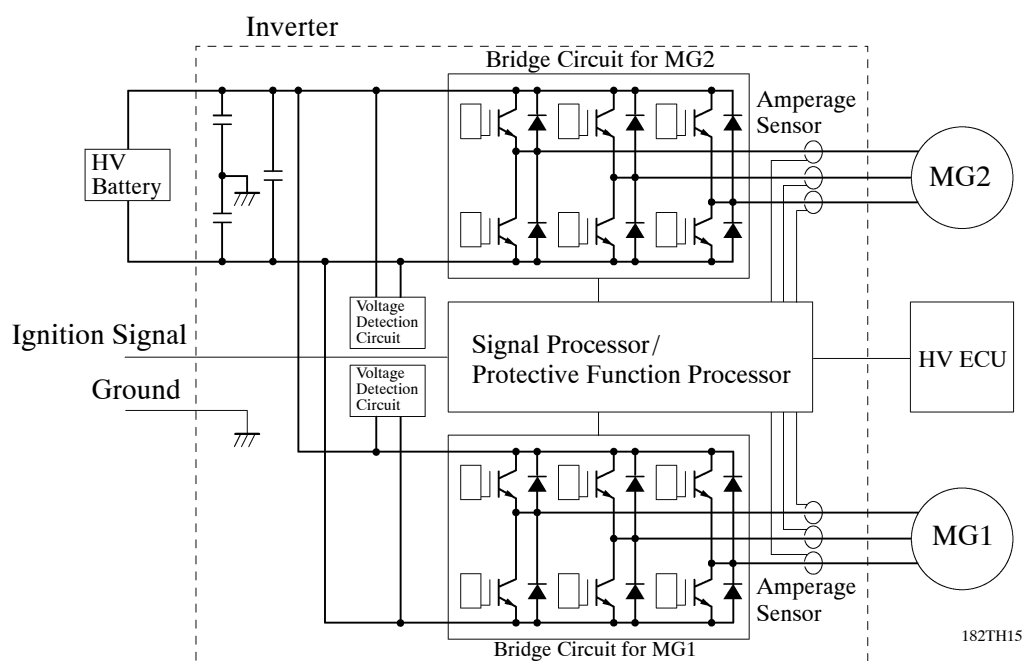 Inverter
Bridge Circuit for MG2
Amperage
Sensor
HV
Battery
MG2
Voltage
Detection
Circuit
Ignition Signal
Signal Processor/
Protective Function Processor
HV ECU
Voltage
Detection
Circuit
Ground
MG1
Amperage
Sensor
Bridge Circuit for MG1
182TH15